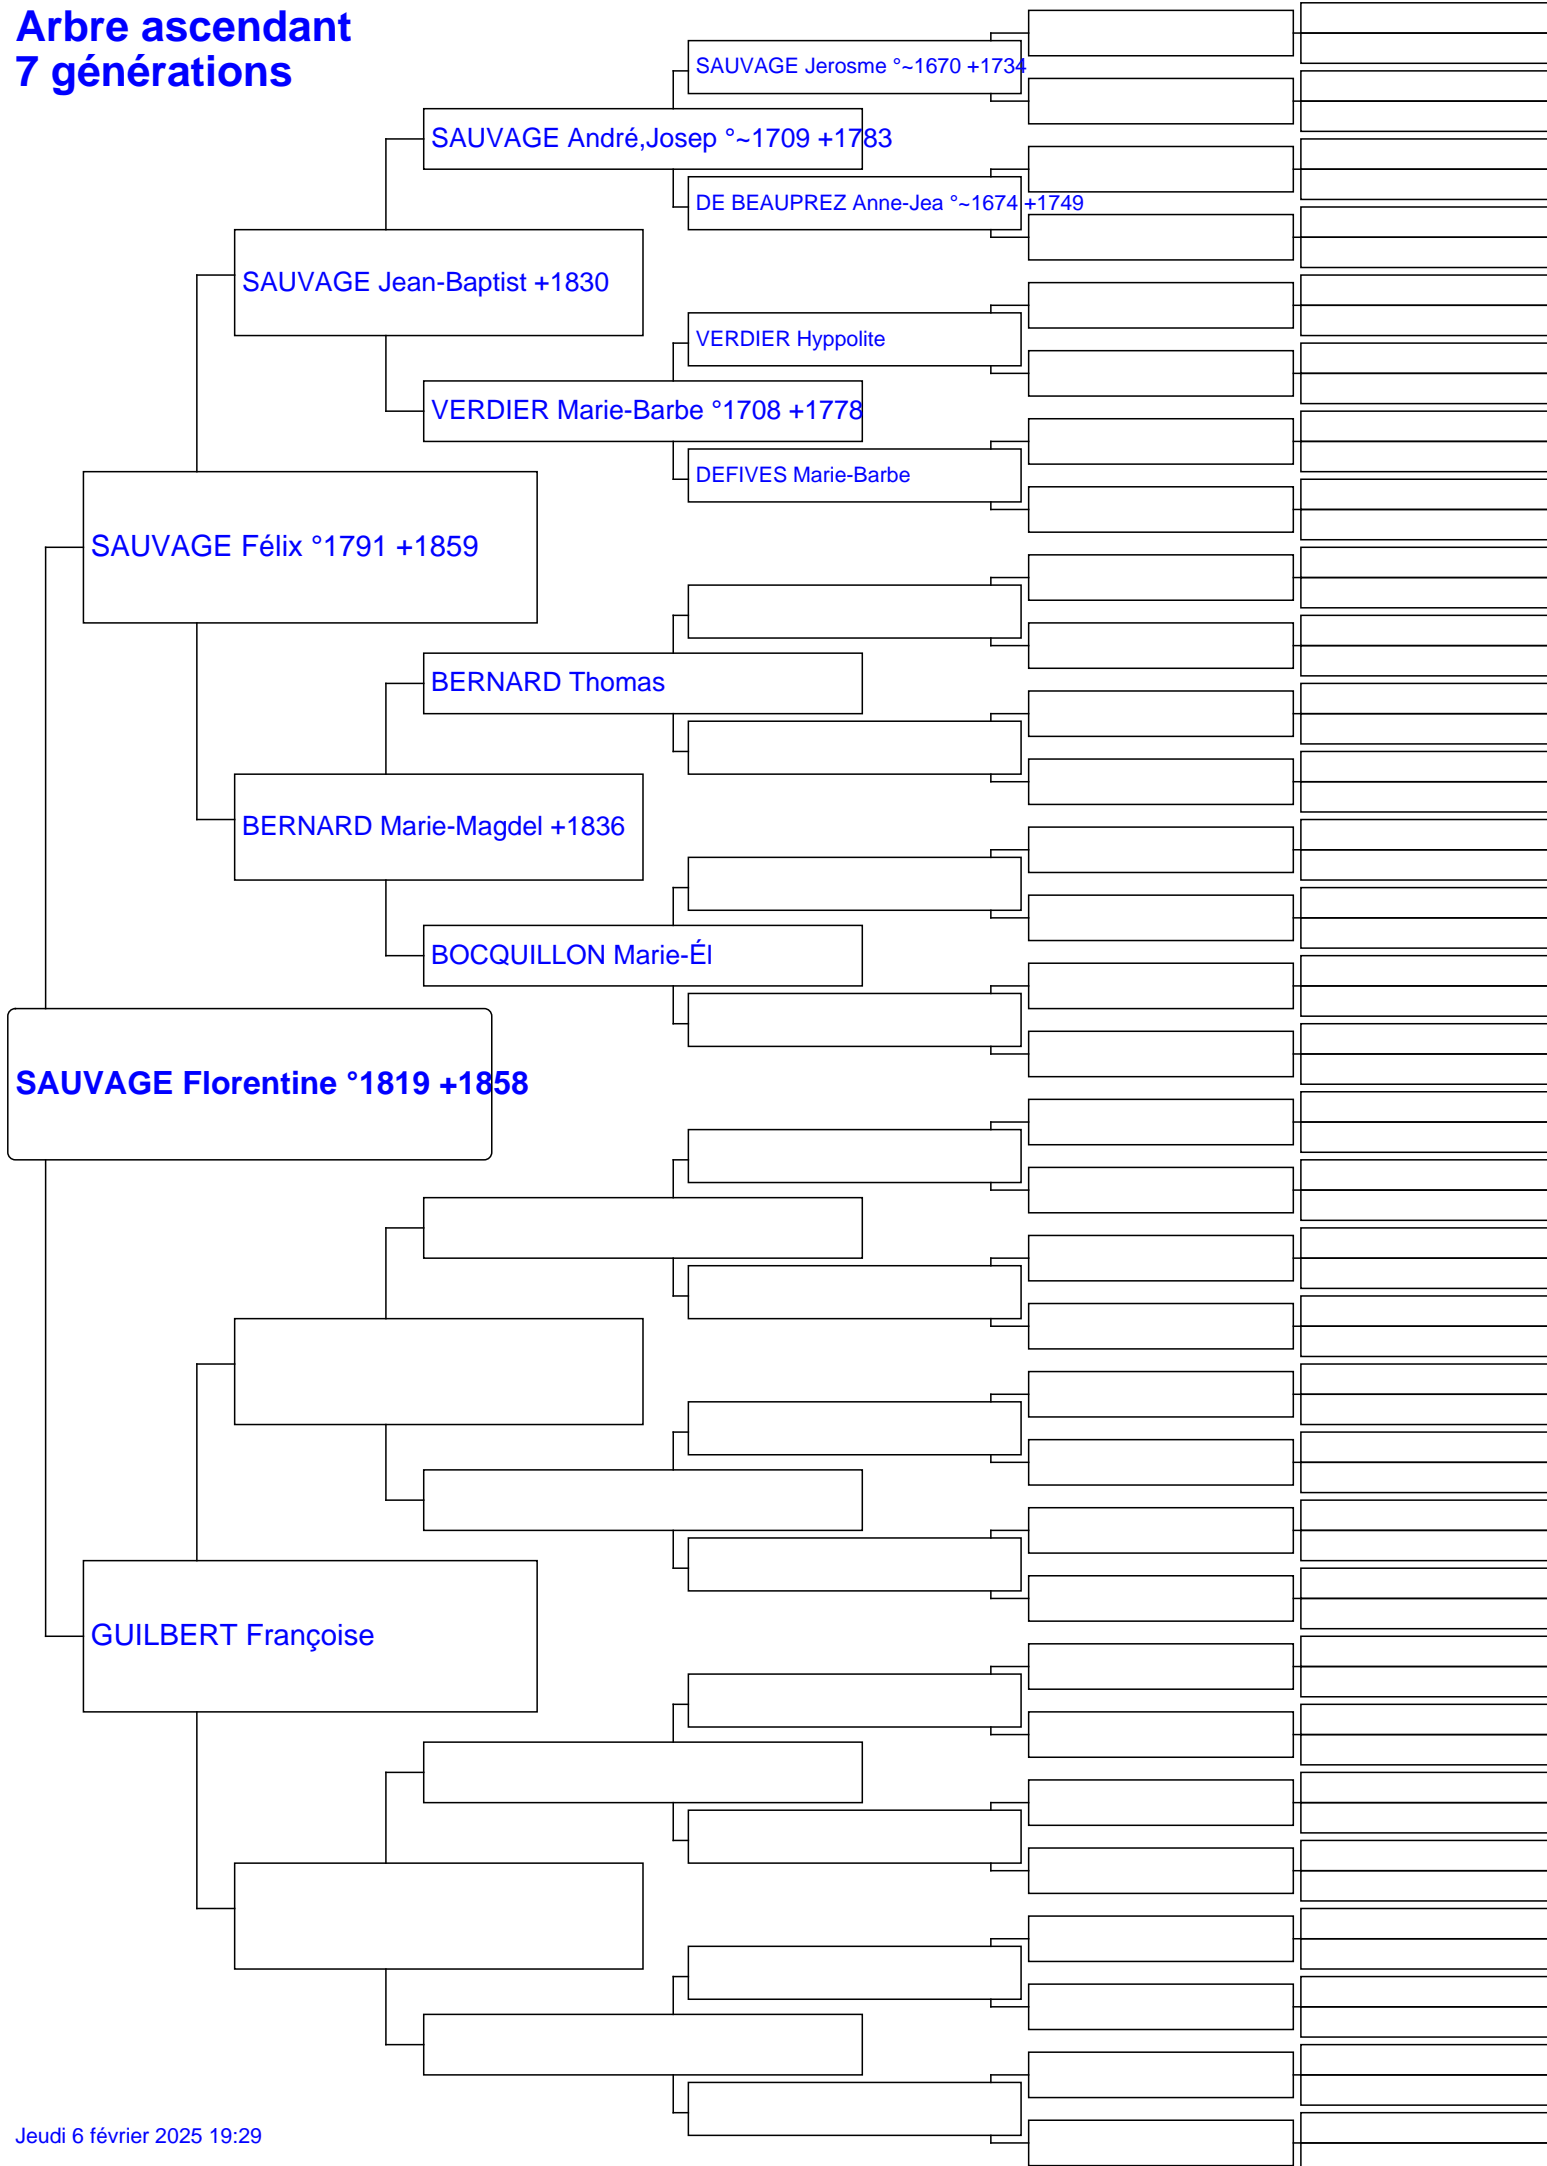 Arbre ascendant
7 générations
SAUVAGE Jerosme °~1670 +1734
SAUVAGE André,Josep °~1709 +1783
DE BEAUPREZ Anne-Jea °~1674 +1749
SAUVAGE Jean-Baptist +1830
VERDIER Hyppolite
VERDIER Marie-Barbe °1708 +1778
DEFIVES Marie-Barbe
SAUVAGE Félix °1791 +1859
BERNARD Thomas
BERNARD Marie-Magdel +1836
BOCQUILLON Marie-Él
SAUVAGE Florentine °1819 +1858
GUILBERT Françoise
Jeudi 6 février 2025 19:29